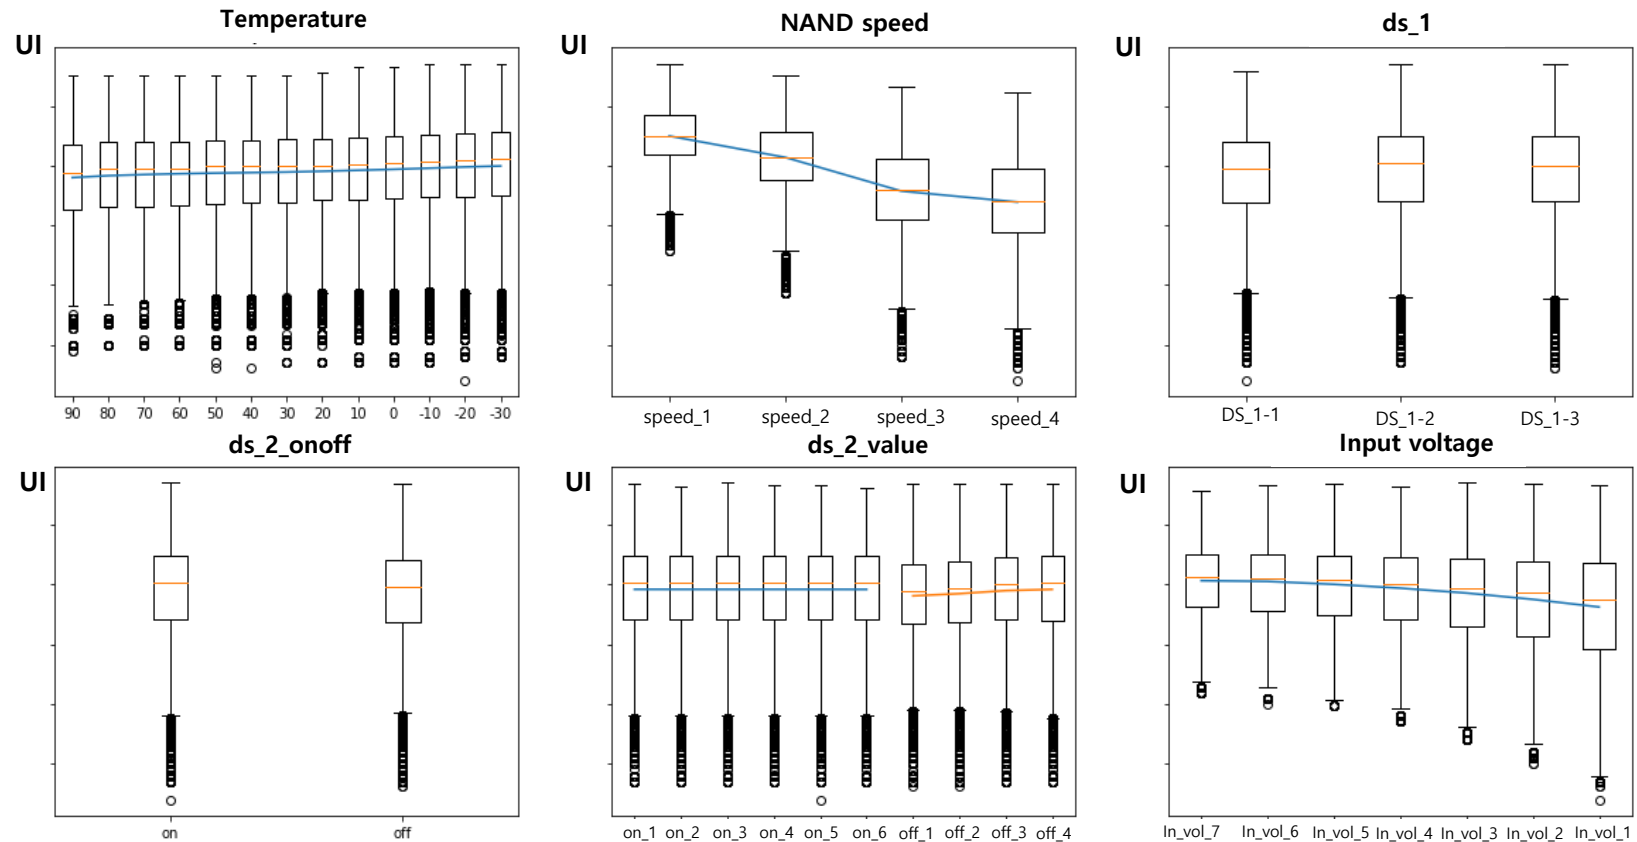 Temperature
UI
90 80 70 60 50 40 30 20 10 0 -10 -20 -30
NAND speed
UI
speed_1 speed_2 speed_3 speed_4
ds_1
UI
DS_1-1 DS_1-2 DS_1-3
ds_2_onoff
UI
on off
ds_2_value
UI
on_1 on_2 on_3 on_4 on_5 on_6 off_1 off_2 off_3 off_4
Input voltage
UI
In_vol_7 In_vol_6 In_vol_5 In_vol_4 In_vol_3 In_vol_2 In_vol_1